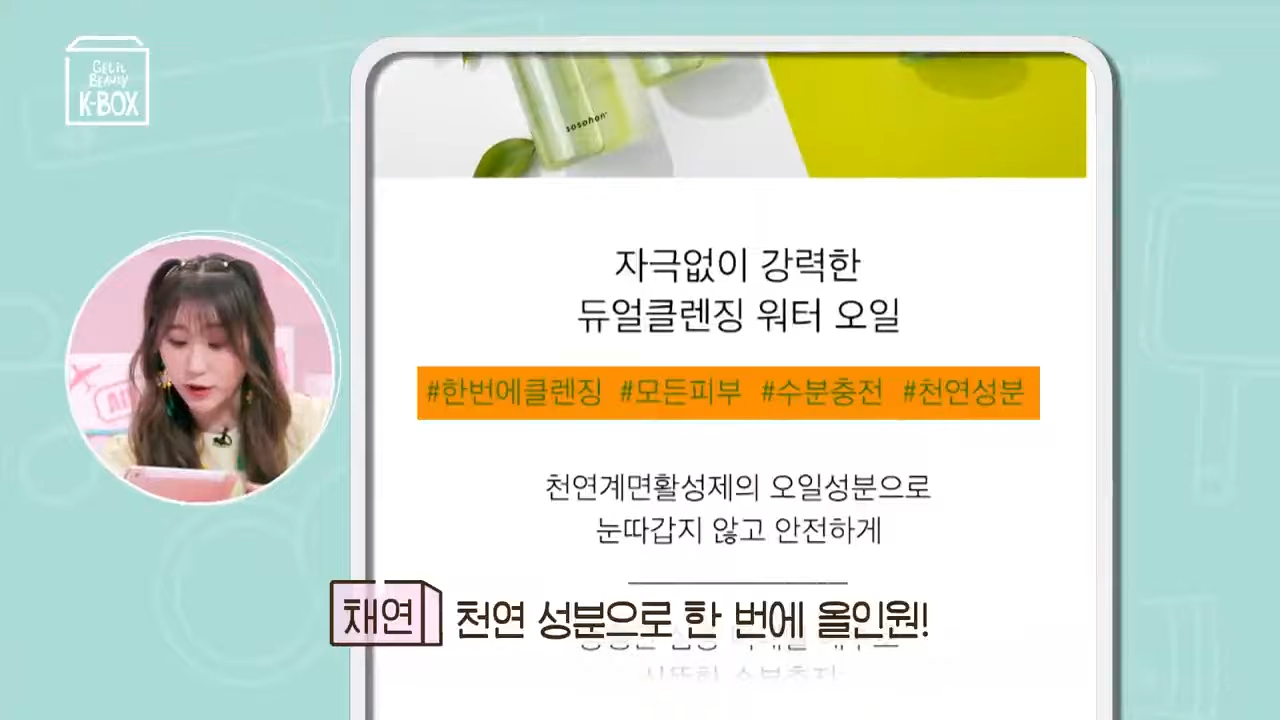 GET IT
BEAUTY
K-BOX
sosohan
자극없이 강력한
듀얼클렌징 워터 오일
#한번에클렌징 #모든피부 #수분충전 #천연성분
천연계면활성제의 오일성분으로
눈따갑지 않고 안전하게
채연 천연 성분으로 한 번에 올인원!